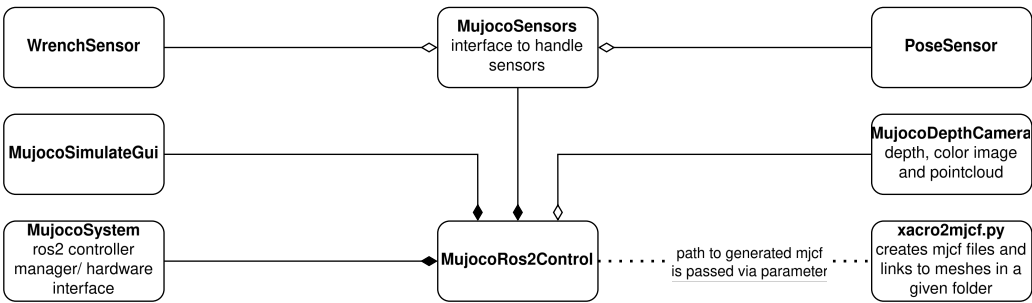 WrenchSensor
MujocoSensors
interface to handle
sensors
PoseSensor
MujocoSimulateGui
MujocoDepthCamera
depth, color image
and pointcloud
MujocoSystem
ros2 controller
manager/ hardware
interface
MujocoRos2Control
path to generated mjcf
is passed via parameter
xacro2mjcf.py
creates mjcf files and
links to meshes in a
given folder